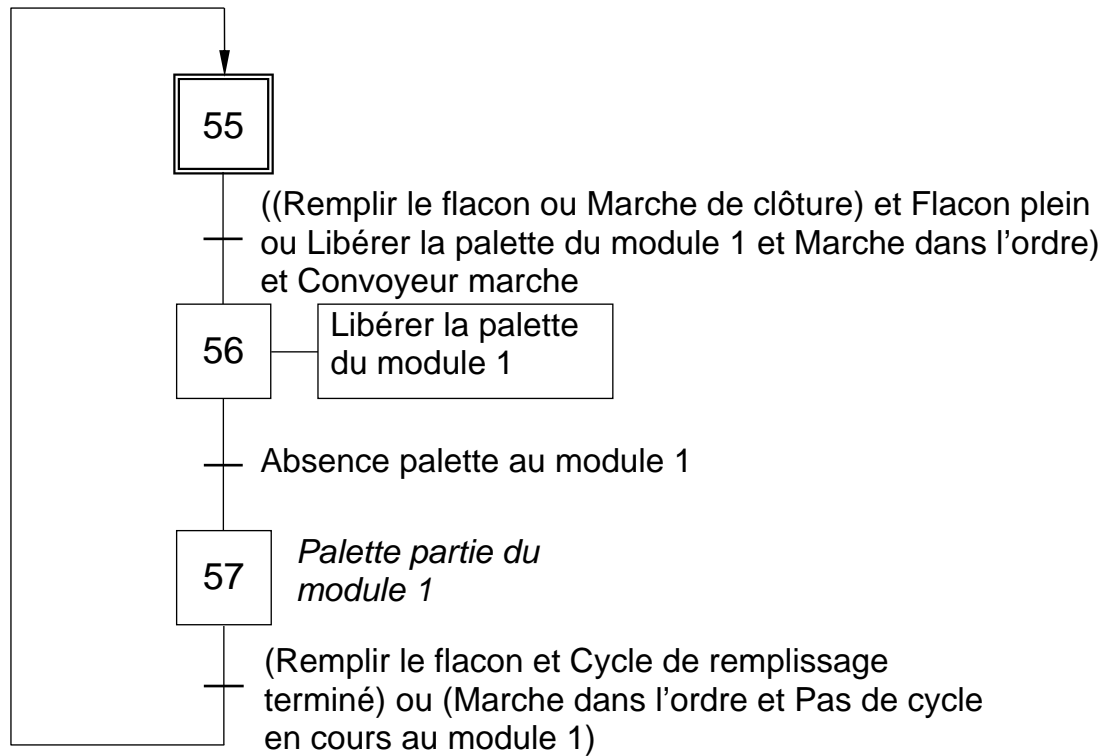 55
((Remplir le flacon ou Marche de clôture) et Flacon plein
ou Libérer la palette du module 1 et Marche dans l’ordre)
et Convoyeur marche
56
Libérer la palette
du module 1
Absence palette au module 1
57
Palette partie du
module 1
(Remplir le flacon et Cycle de remplissage
terminé) ou (Marche dans l’ordre et Pas de cycle
en cours au module 1)